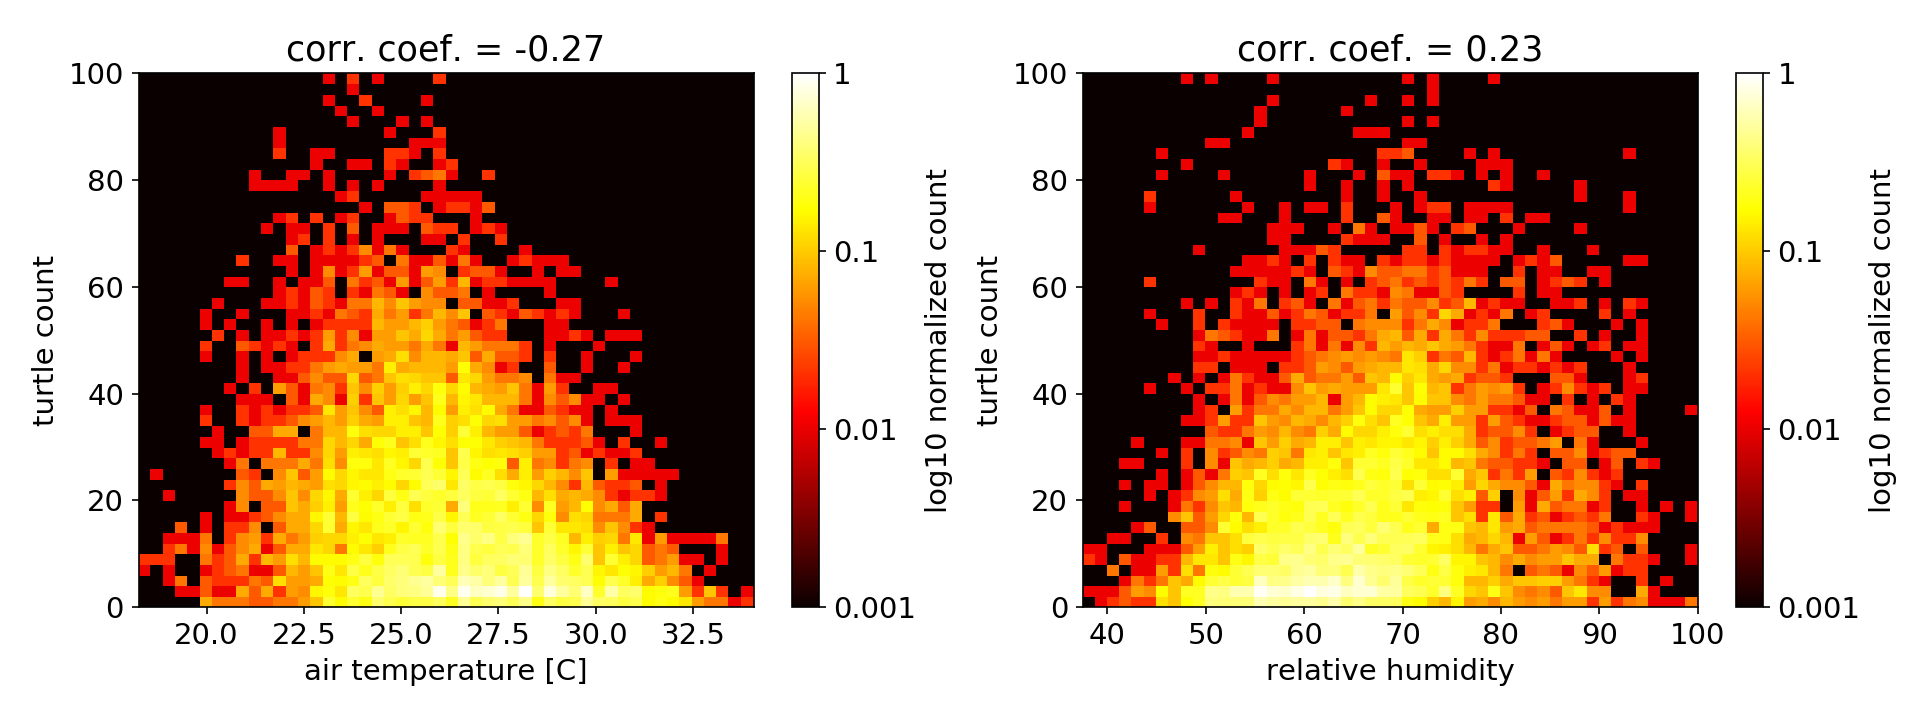 corr. coef. = -0.27
100
80
60
40
20
0
turtle count
20.0 22.5 25.0 27.5 30.0 32.5
air temperature [C]
1
0.1
0.01
0.001
log10 normalized count
corr. coef. = 0.23
100
80
60
40
20
0
turtle count
40 50 60 70 80 90 100
relative humidity
1
0.1
0.01
0.001
log10 normalized count